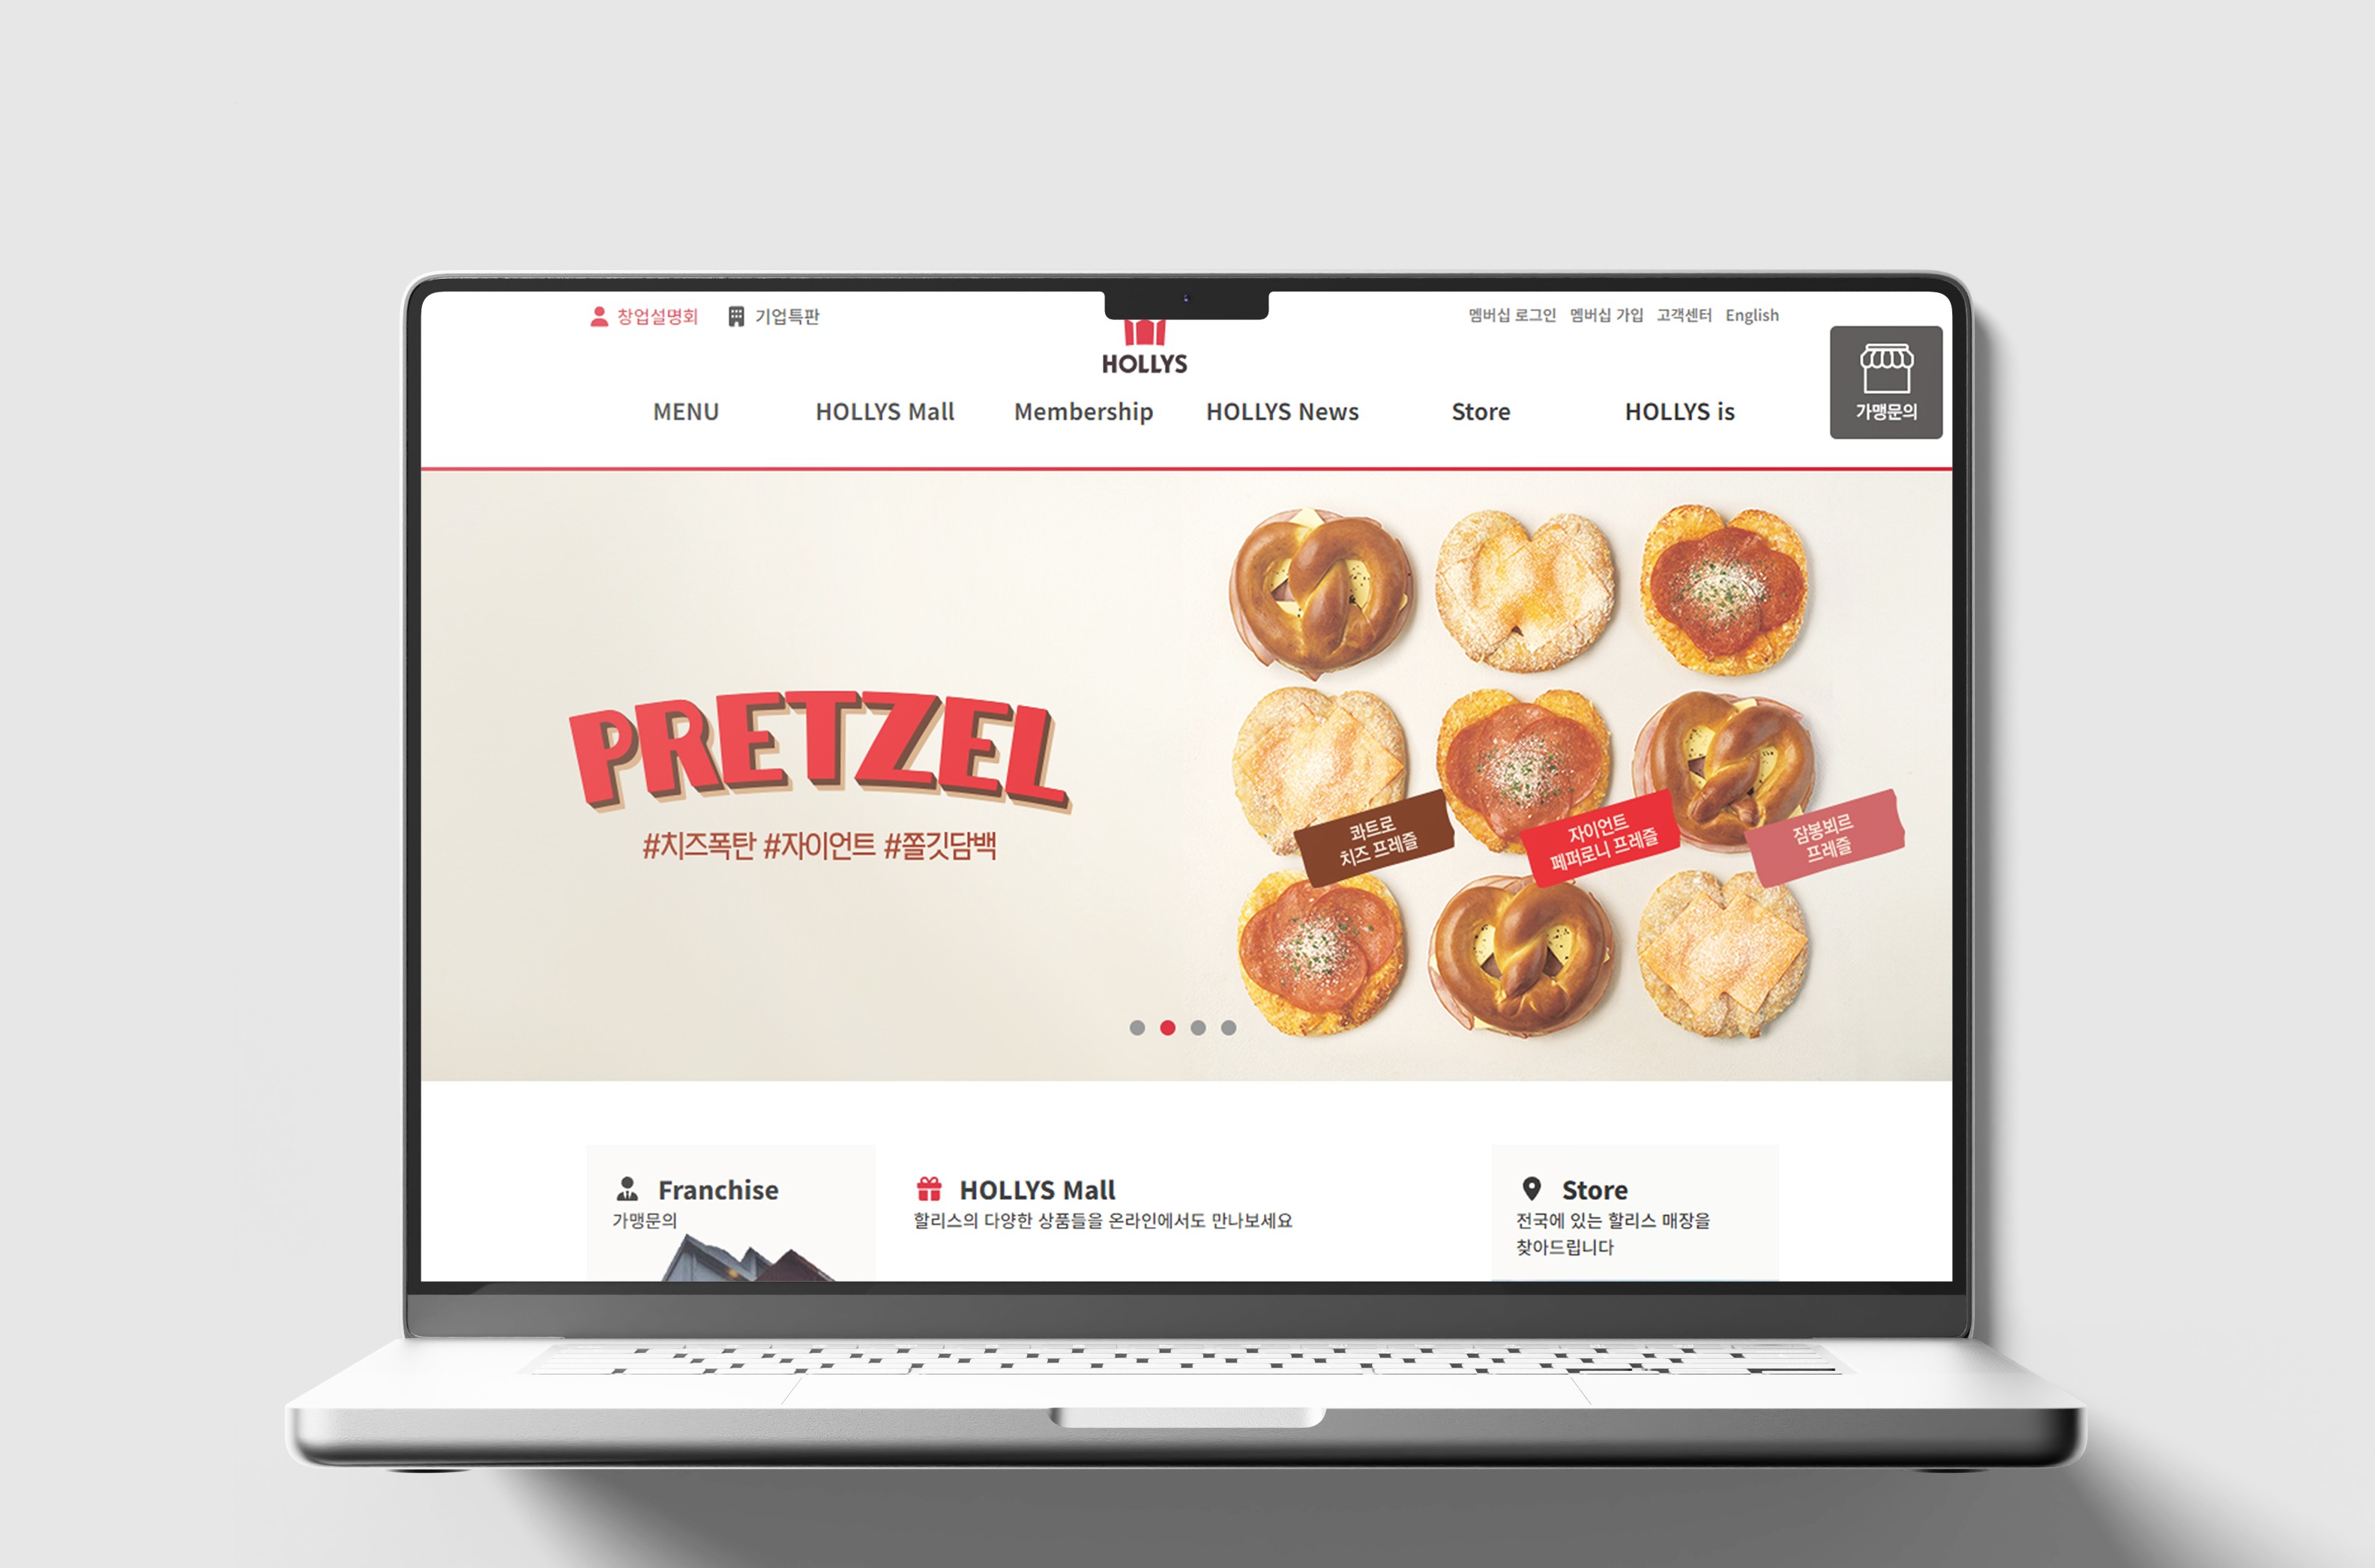 창업설명회 기업특판
HOLLYS
멤버십 로그인 멤버십 가입 고객센터 English
가맹문의
MENU HOLLYS Mall Membership HOLLYS News Store HOLLYS is
PRETZEL
#치즈폭탄 #자이언트 #쫄깃담백
콰트로
치즈 프레즐
자이언트
페퍼로니 프레즐
잠봉뵈르
프레즐
Franchise
가맹문의
HOLLYS Mall
할리스의 다양한 상품들을 온라인에서도 만나보세요
Store
전국에 있는 할리스 매장을
찾아드립니다